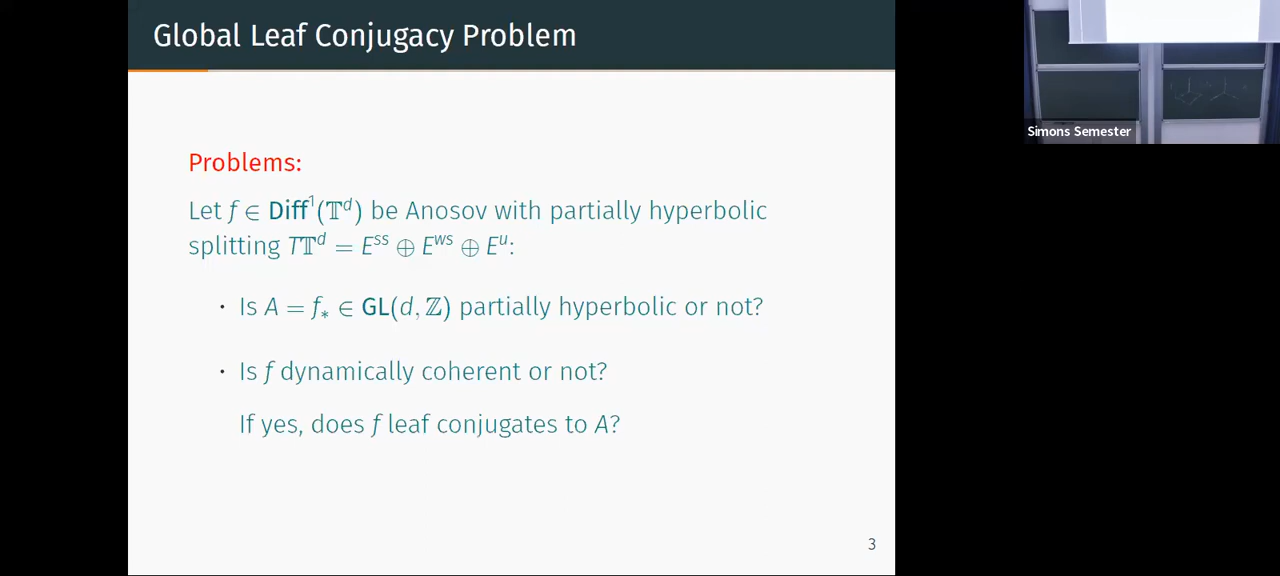 Global Leaf Conjugacy Problem
Problems:
Let f ∈ Diff¹(𝕋ᵈ) be Anosov with partially hyperbolic
splitting T𝕋ᵈ = Eˢˢ ⊕ Eʷˢ ⊕ Eᵘ:
· Is A = f∗ ∈ GL(d, ℤ) partially hyperbolic or not?
· Is f dynamically coherent or not?
If yes, does f leaf conjugates to A?
3
Simons Semester